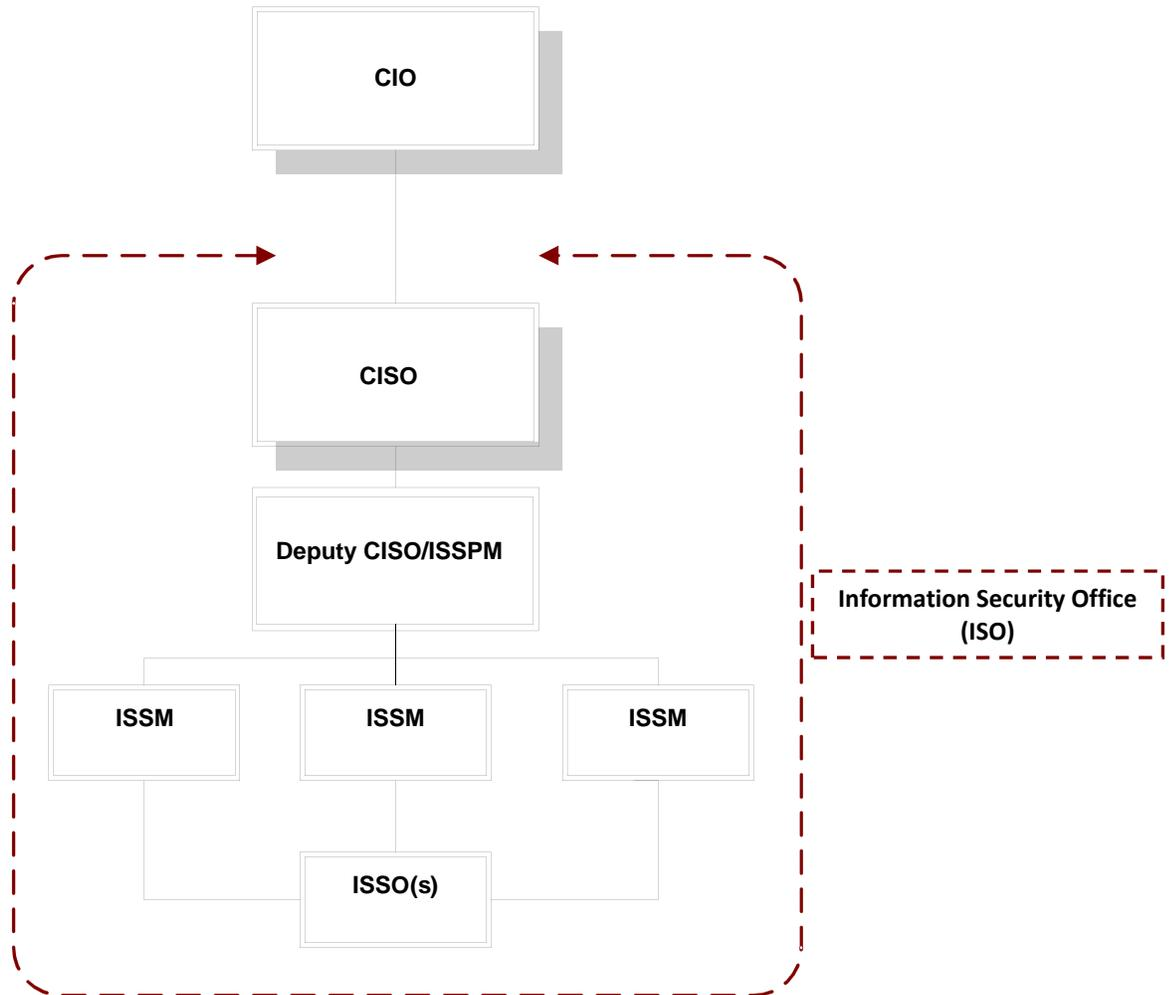 CIO
CISO
Deputy CISO/ISSPM
Information Security Office
(ISO)
ISSM
ISSM
ISSM
ISSO(s)